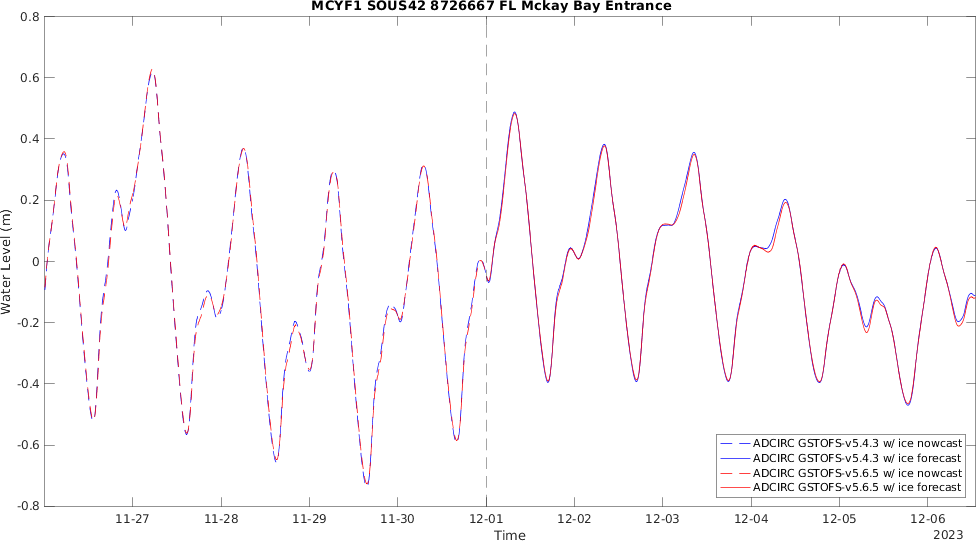 MCYF1 SOUS42 8726667 FL Mckay Bay Entrance
0.8
0.6
0.4
0.2
0
-0.2
-0.4
-0.6
-0.8
Water Level (m)
ADCIRC GSTOFS-v5.4.3 w/ ice nowcast
ADCIRC GSTOFS-v5.4.3 w/ ice forecast
ADCIRC GSTOFS-v5.6.5 w/ ice nowcast
ADCIRC GSTOFS-v5.6.5 w/ ice forecast
11-27 11-28 11-29 11-30 12-01 12-02 12-03 12-04 12-05 12-06
Time
2023